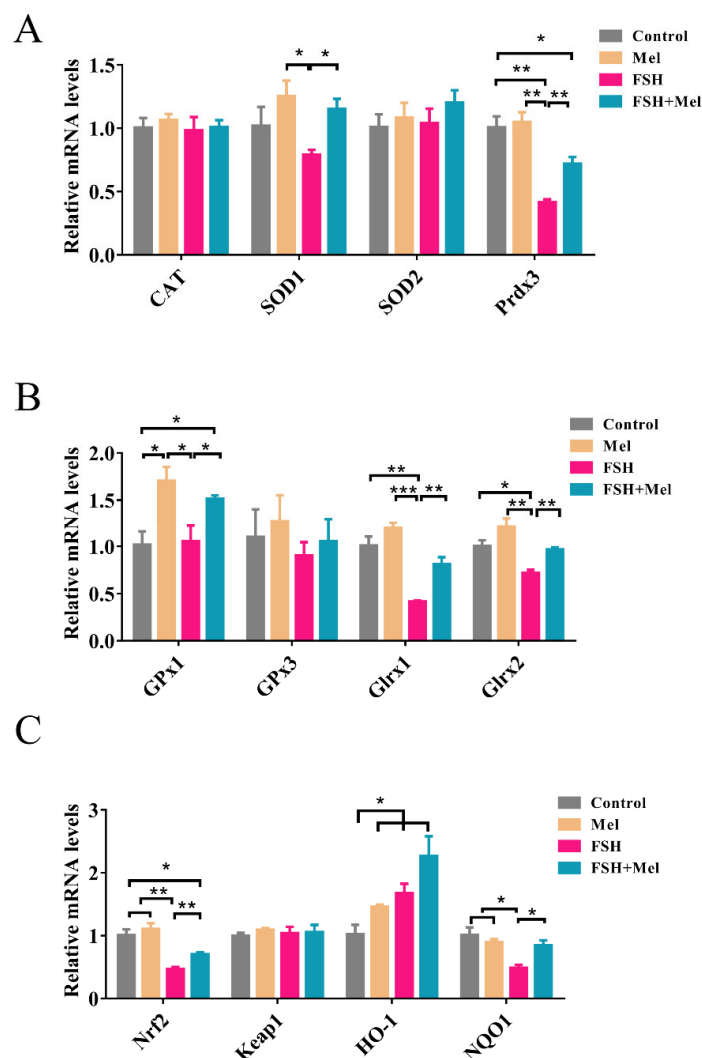 A
Control
Mel
FSH
FSH+Mel
Relative mRNA levels
1.5
1.0
0.5
0.0
* *
*
**
** **
CAT
SOD1
SOD2
Prdx3
B
Control
Mel
FSH
FSH+Mel
Relative mRNA levels
2.0
1.5
1.0
0.5
0.0
*
* * *
**
*** **
*
** **
GPx1
GPx3
Glrx1
Glrx2
C
Control
Mel
FSH
FSH+Mel
Relative mRNA levels
3
2
1
0
*
**
**
*
* *
Nrf2
Keap1
HO-1
NQO1